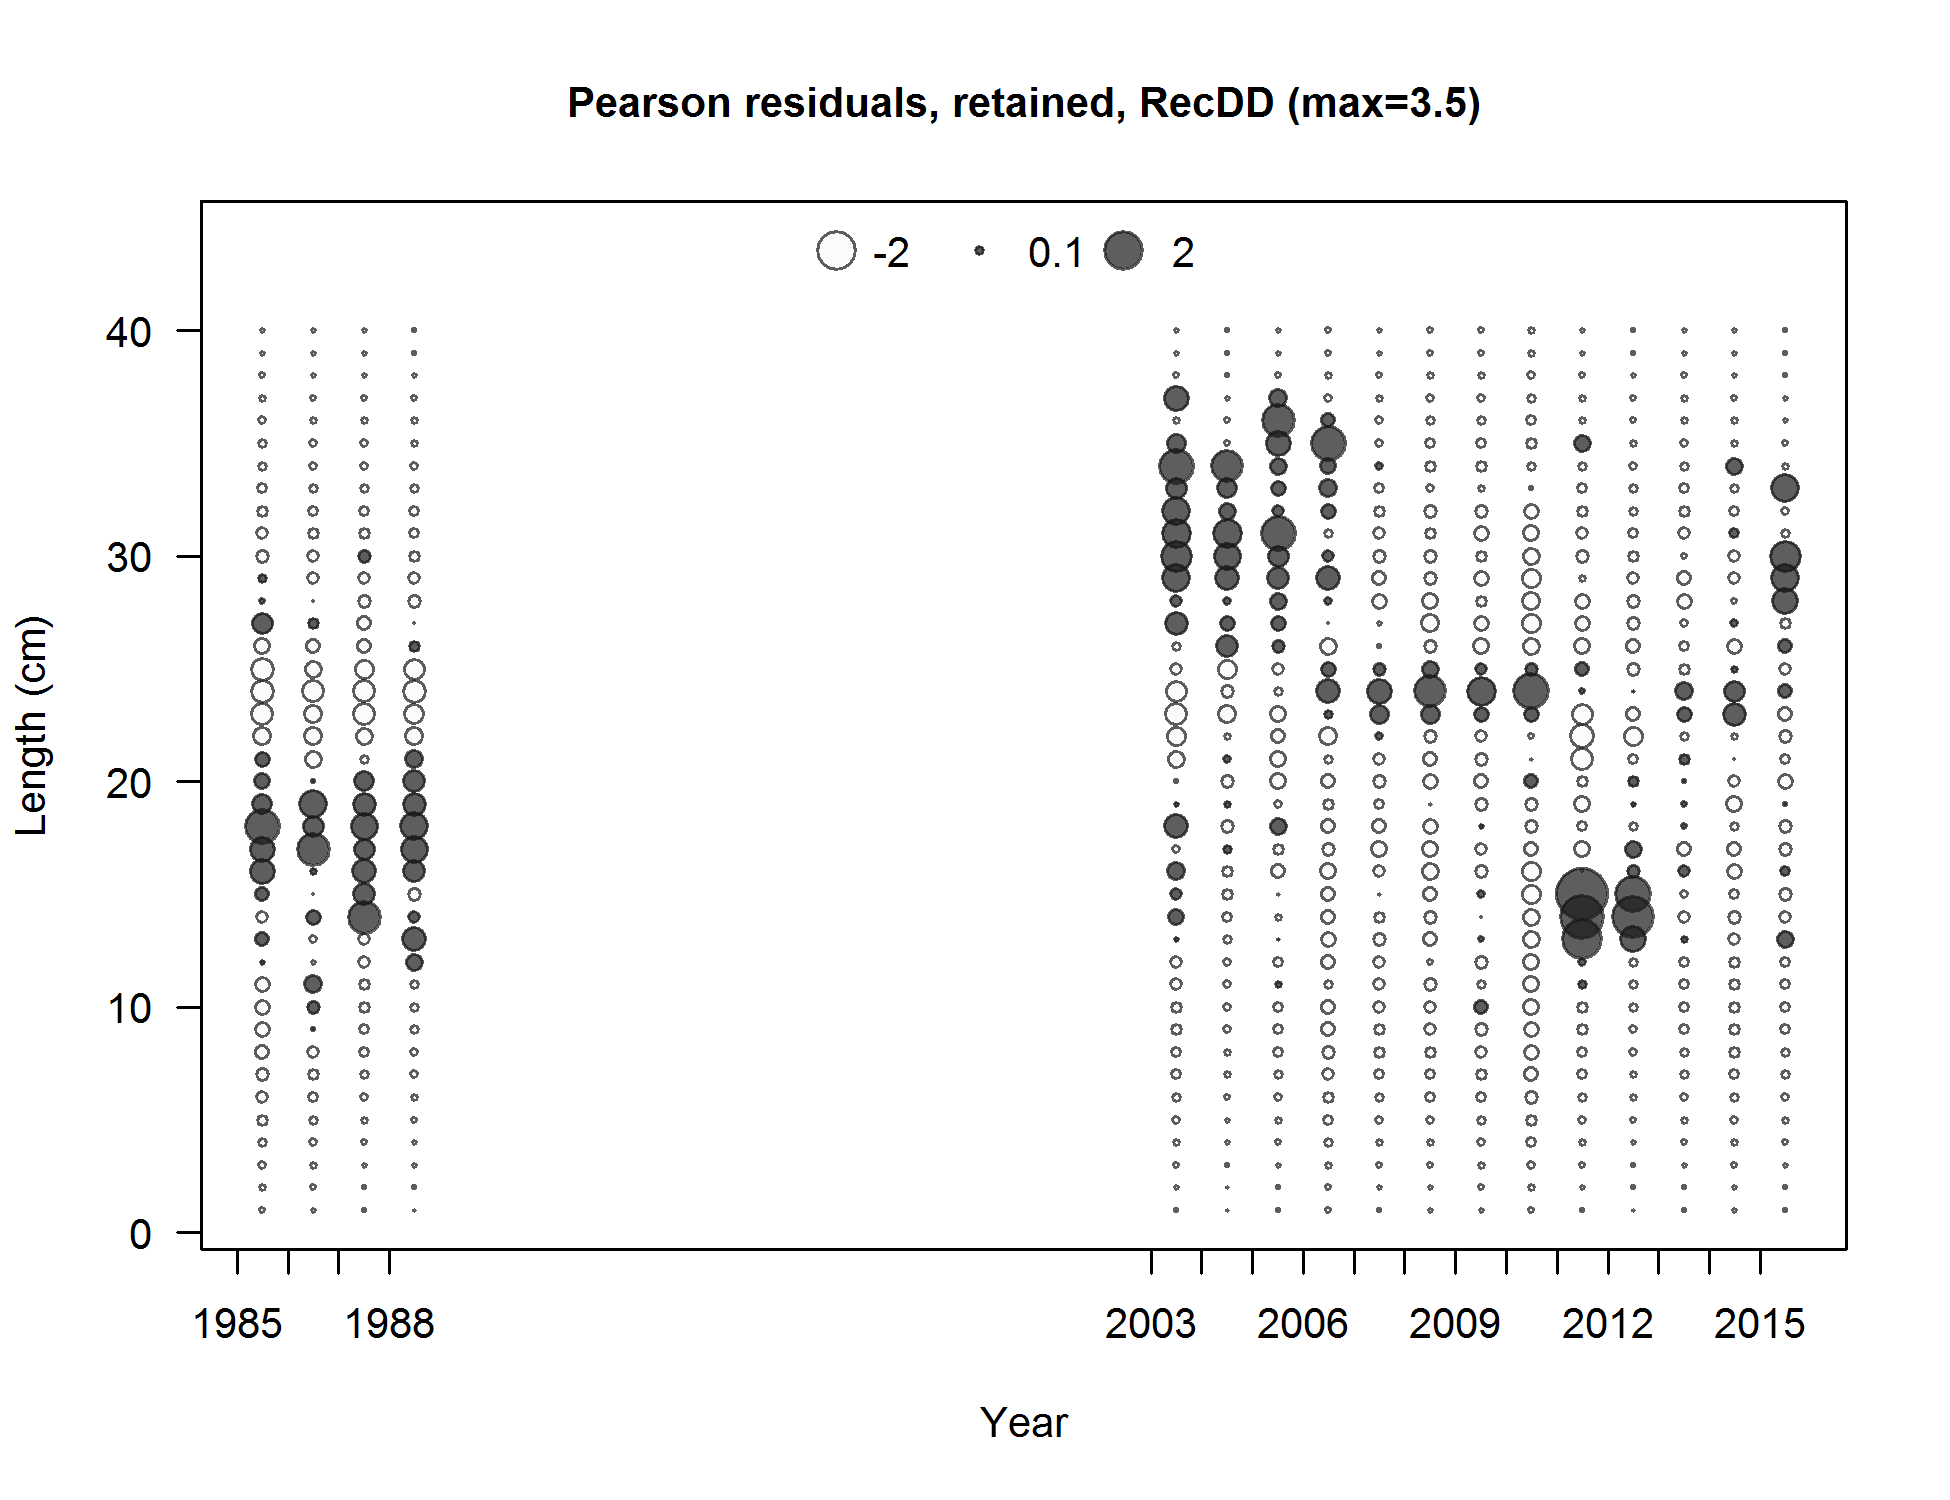 Pearson residuals, retained, RecDD (max=3.5)
-2 0.1 2
40
30
20
10
0
Length (cm)
1985 1988 2003 2006 2009 2012 2015
Year